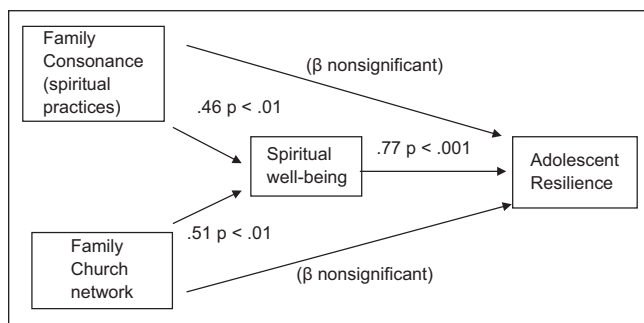 Family
Consonance
(spiritual
practices)
(β nonsignificant)
.46 p < .01
Spiritual
well-being
.77 p < .001
Adolescent
Resilience
.51 p < .01
Family
Church
network
(β nonsignificant)